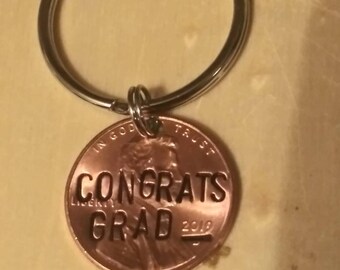 IN GOD WE TRUST
CONGRATS
LIBERTY
GRAD 2019